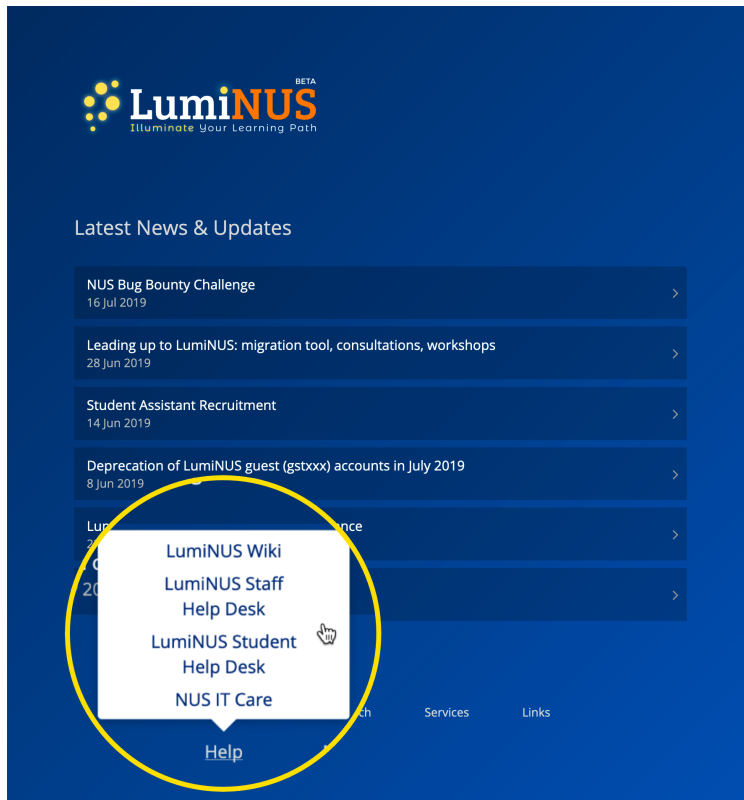 BETA
LumiNUS
Illuminate Your Learning Path
Latest News & Updates
NUS Bug Bounty Challenge
16 Jul 2019
Leading up to LumiNUS: migration tool, consultations, workshops
28 Jun 2019
Student Assistant Recruitment
14 Jun 2019
Deprecation of LumiNUS guest (gstxxx) accounts in July 2019
8 Jun 2019
LumiNUS Wiki
LumiNUS Staff
Help Desk
LumiNUS Student
Help Desk
NUS IT Care
Services
Links
Help